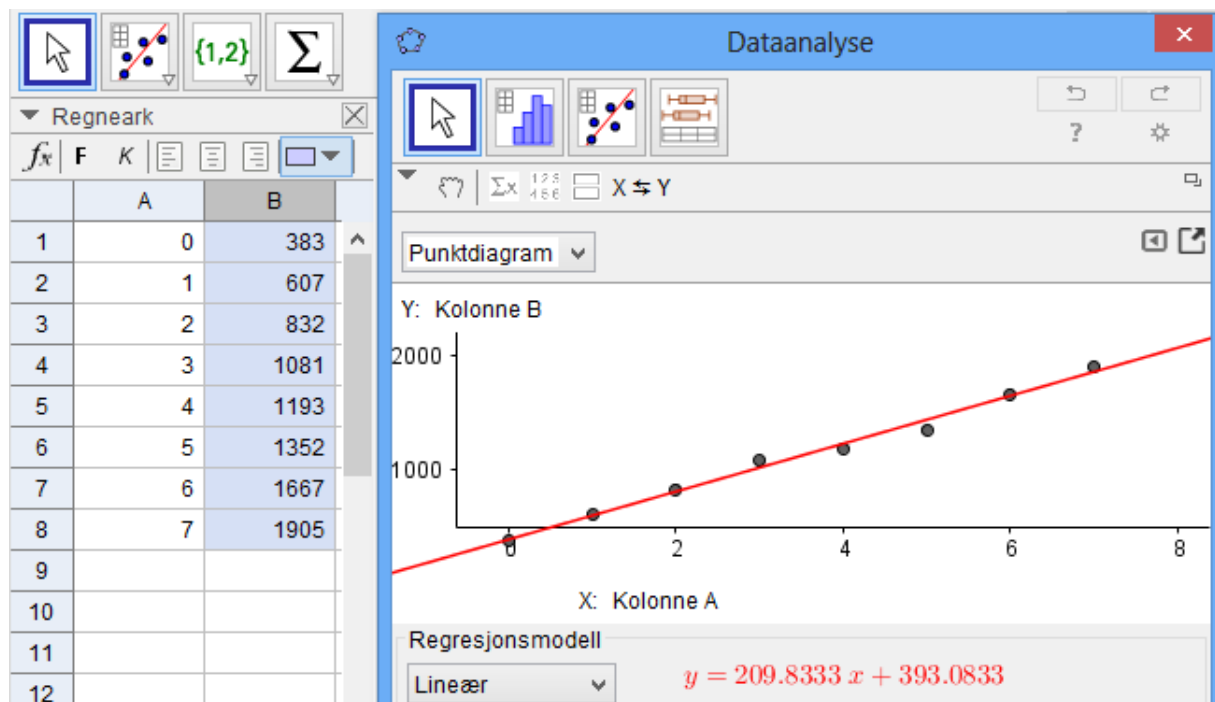 {1,2}
Σ
▼ Regneark
fx F K
A B
1 0 383
2 1 607
3 2 832
4 3 1081
5 4 1193
6 5 1352
7 6 1667
8 7 1905
9
10
11
12
Dataanalyse
?
Σx 123 456 X ⇆ Y
Punktdiagram
Y: Kolonne B
2000
1000
0 2 4 6 8
X: Kolonne A
Regresjonsmodell
Lineær
y = 209.8333 x + 393.0833